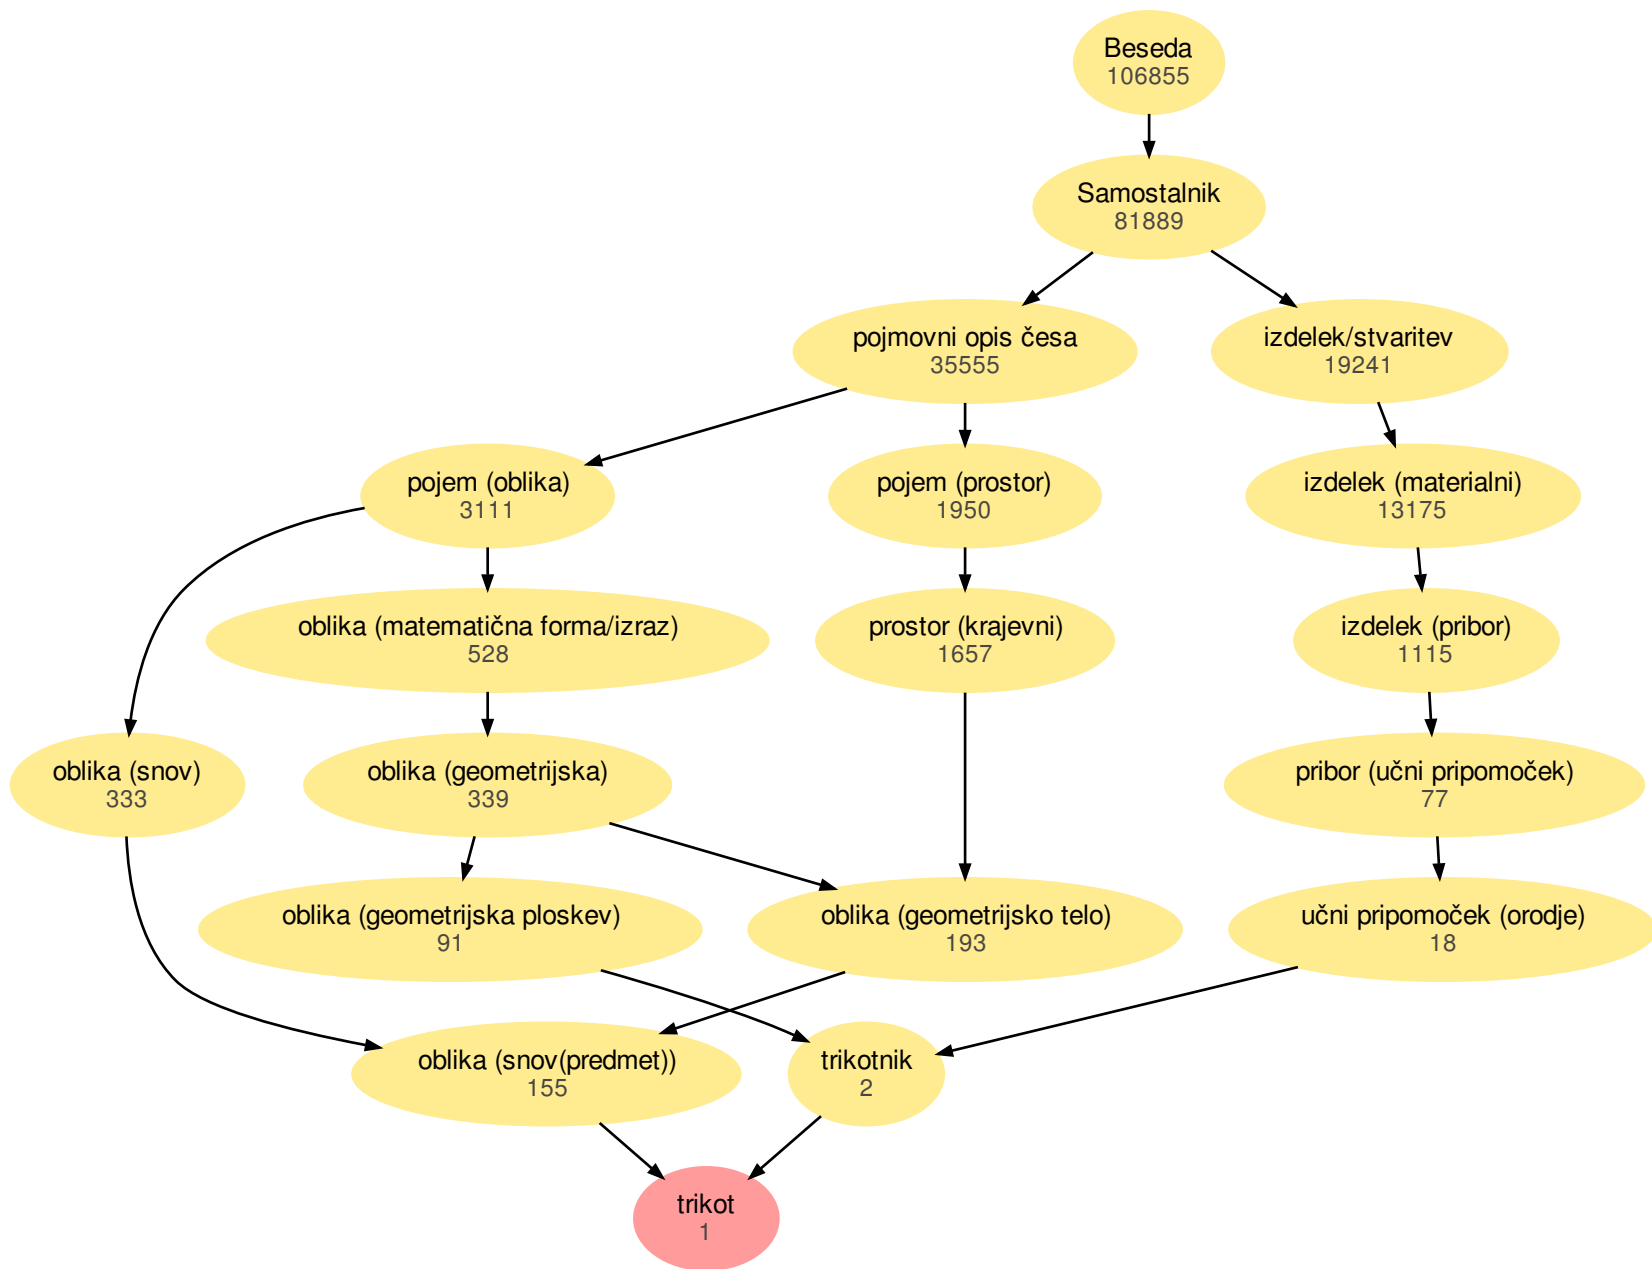 Beseda
106855
Samostalnik
81889
pojmovni opis česa
35555
izdelek/stvaritev
19241
pojem (oblika)
3111
pojem (prostor)
1950
izdelek (materialni)
13175
oblika (matematična forma/izraz)
528
prostor (krajevni)
1657
izdelek (pribor)
1115
oblika (snov)
333
oblika (geometrijska)
339
pribor (učni pripomoček)
77
oblika (geometrijska ploskev)
91
oblika (geometrijsko telo)
193
učni pripomoček (orodje)
18
oblika (snov(predmet))
155
trikotnik
2
trikot
1